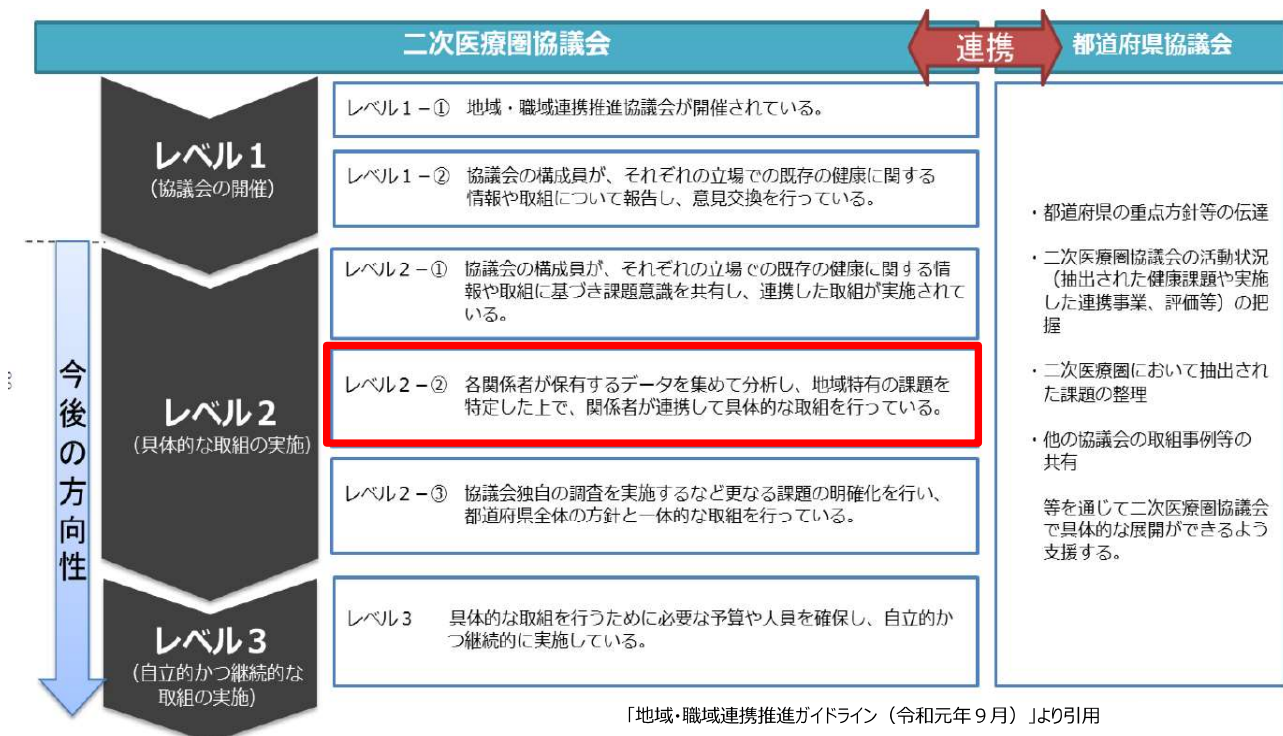 二次医療圏協議会
連携
都道府県協議会
レベル1
(協議会の開催)
レベル1－① 地域・職域連携推進協議会が開催されている。
レベル1－② 協議会の構成員が、それぞれの立場での既存の健康に関する
情報や取組について報告し、意見交換を行っている。
今後の方向性
レベル2
(具体的な取組の実施)
レベル2－① 協議会の構成員が、それぞれの立場での既存の健康に関する情
報や取組に基づき課題意識を共有し、連携した取組が実施されて
いる。
レベル2－② 各関係者が保有するデータを集めて分析し、地域特有の課題を
特定した上で、関係者が連携して具体的な取組を行っている。
レベル2－③ 協議会独自の調査を実施するなど更なる課題の明確化を行い、
都道府県全体の方針と一体的な取組を行っている。
レベル3
(自立的かつ継続的な
取組の実施)
レベル3 具体的な取組を行うために必要な予算や人員を確保し、自立的か
つ継続的に実施している。
・都道府県の重点方針等の伝達
・二次医療圏協議会の活動状況
（抽出された健康課題や実施
した連携事業、評価等）の把
握
・二次医療圏において抽出され
た課題の整理
・他の協議会の取組事例等の
共有
等を通じて二次医療圏協議会
で具体的な展開ができるよう
支援する。
「地域・職域連携推進ガイドライン（令和元年９月）」より引用